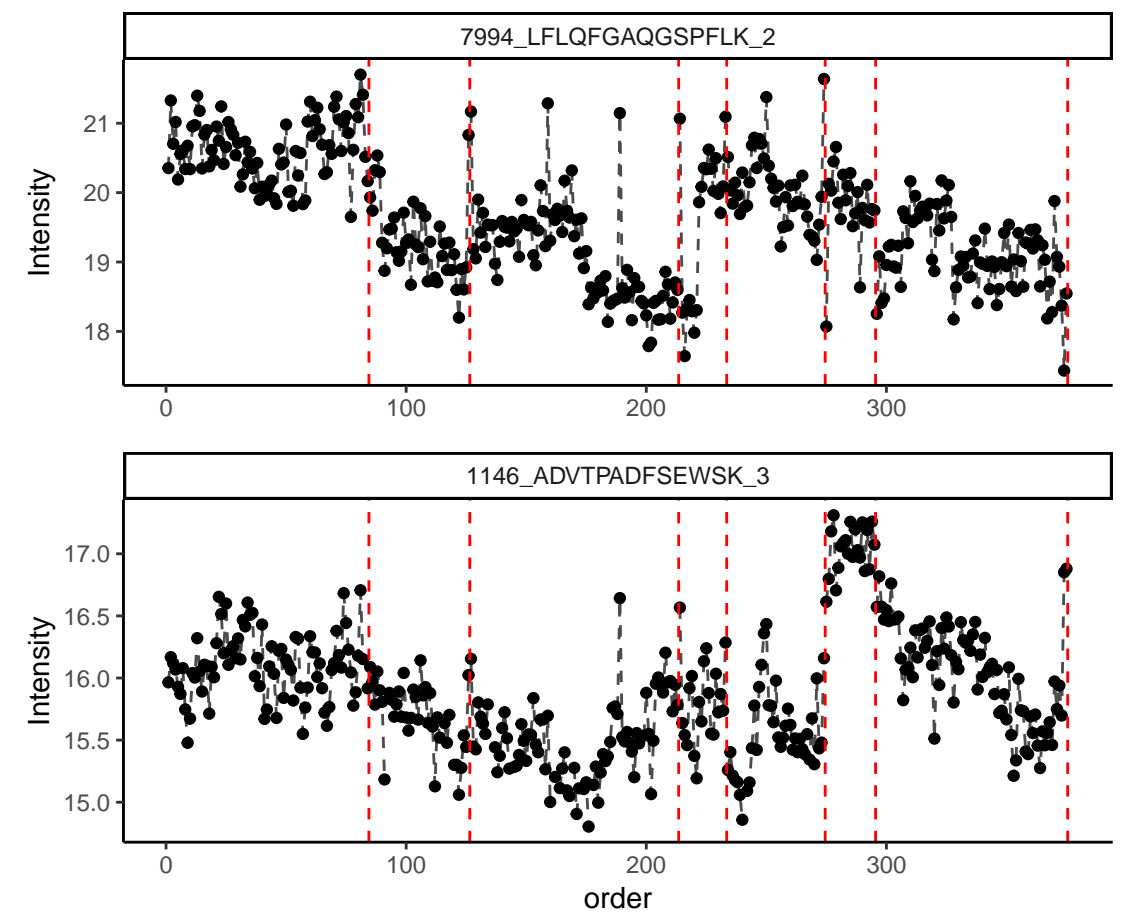 7994_LFLQFGAQGSPFLK_2
Intensity
21
20
19
18
0 100 200 300
1146_ADVTPADFSEWSK_3
Intensity
17.0
16.5
16.0
15.5
15.0
0 100 200 300
order